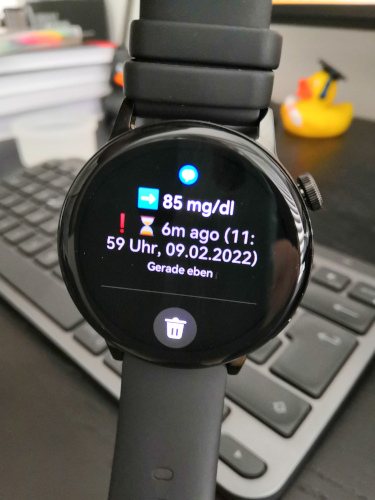 ➡️ 85 mg/dl
❗ ⏳ 6m ago (11:
59 Uhr, 09.02.2022)
Gerade eben